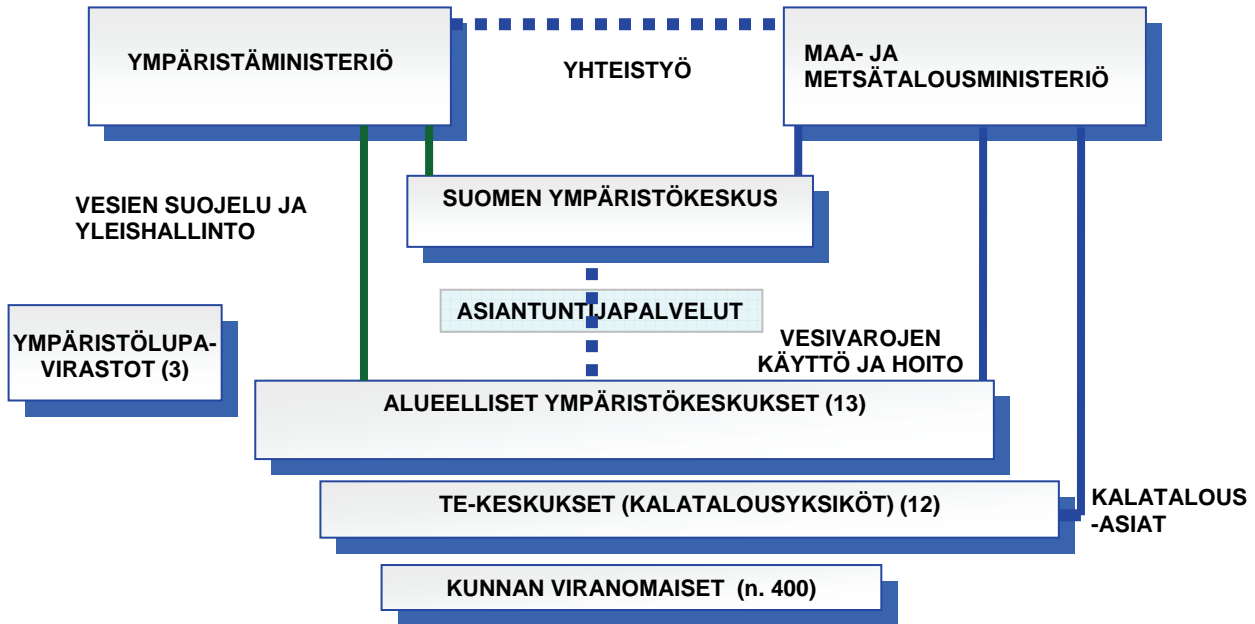 YMPÄRISTÄMINISTERIÖ
YHTEISTYÖ
MAA- JA
METSÄTALOUSMINISTERIÖ
SUOMEN YMPÄRISTÖKESKUS
VESIEN SUOJELU JA
YLEISHALLINTO
ASIANTUNTIJAPALVELUT
YMPÄRISTÖLUPA-
VIRASTOT (3)
VESIVAROJEN
KÄYTTÖ JA HOITO
ALUEELLISET YMPÄRISTÖKESKUKSET (13)
TE-KESKUKSET (KALATALOUSYKSIKÖT) (12)
KALATALOUS
-ASIAT
KUNNAN VIRANOMAISET (n. 400)